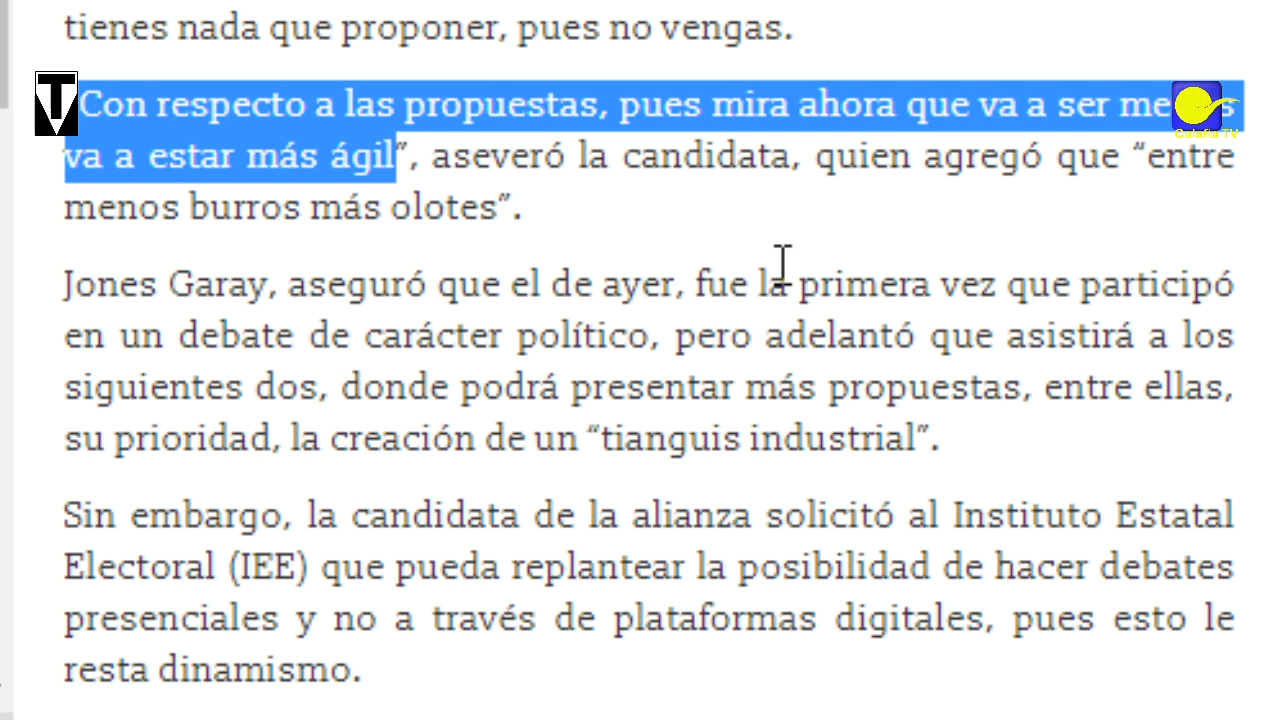 tienes nada que proponer, pues no vengas.
Con respecto a las propuestas, pues mira ahora que va a ser
va a estar más ágil”, aseveró la candidata, quien agregó que “entre
menos burros más olotes”.
Jones Garay, aseguró que el de ayer, fue la primera vez que participó
en un debate de carácter político, pero adelantó que asistirá a los
siguientes dos, donde podrá presentar más propuestas, entre ellas,
su prioridad, la creación de un “tianguis industrial”.
Sin embargo, la candidata de la alianza solicitó al Instituto Estatal
Electoral (IEE) que pueda replantear la posibilidad de hacer debates
presenciales y no a través de plataformas digitales, pues esto le
resta dinamismo.
Calafia TV